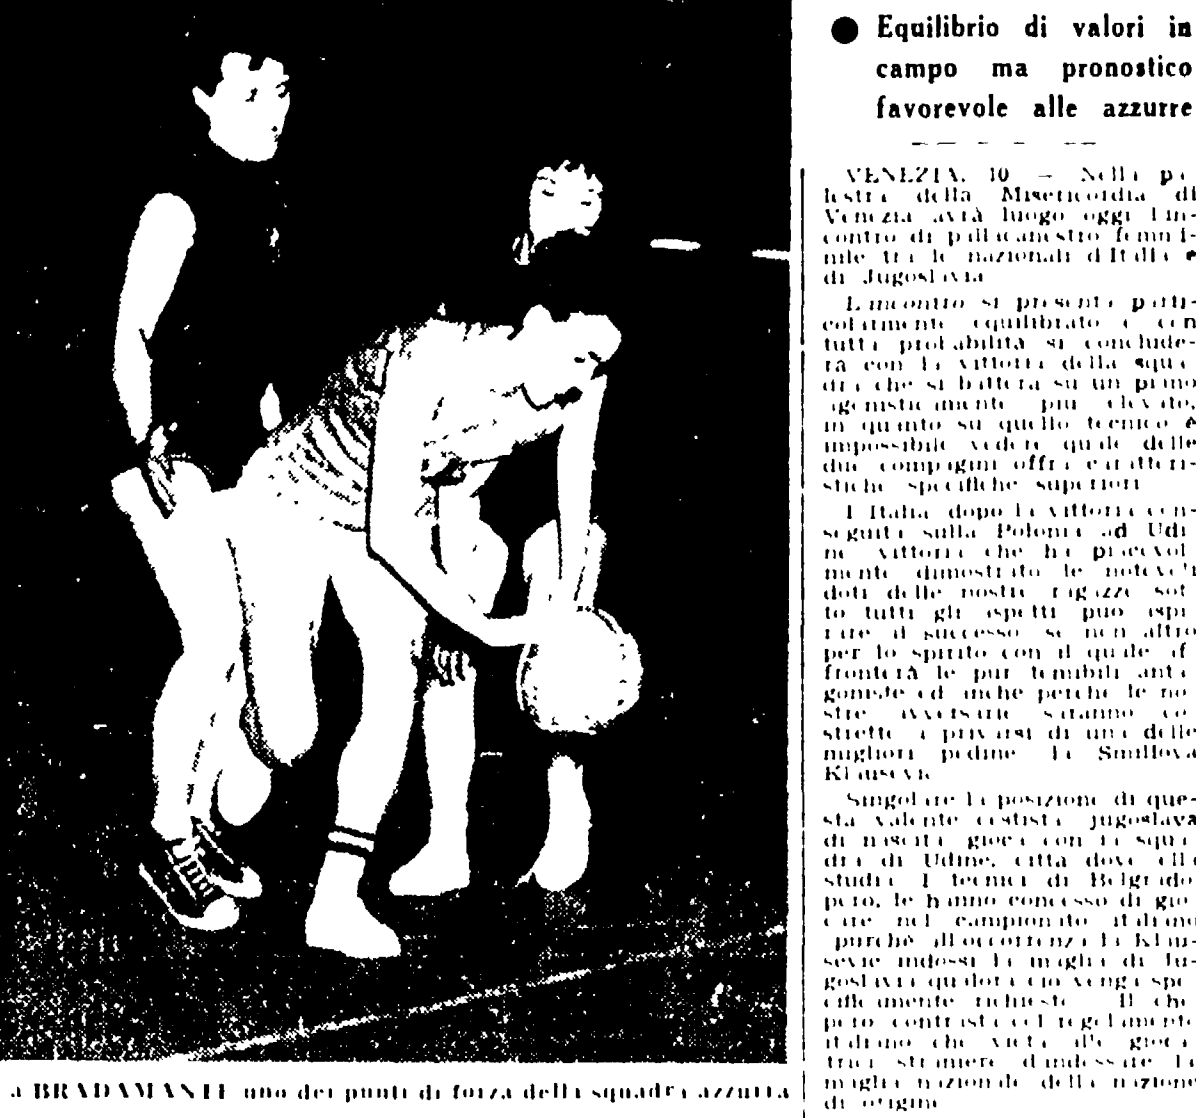 ● Equilibrio di valori in
campo ma pronostico
favorevole alle azzurre
VENEZIA, 10 — Nella pa-
lestra della Misericordia di
Venezia avrà luogo oggi l'in-
contro di pallacanestro femmi-
nile tra le nazionali d'Italia e
di Jugoslavia
L'incontro si presenta parti-
colarmente equilibrato e con
tutta probabilità si conclude-
rà con la vittoria della squa-
dra che si batterà su un piano
agonisticamente più elevato,
in quanto su quello tecnico è
impossibile vedere quale delle
due compagini offra caratteri-
stiche specifiche superiori
L'Italia dopo la vittoria con-
seguita sulla Polonia ad Udi
ne vittoria che ha
mente dimostrato le notevoli
doti delle nostre ragazze sot
to tutti gli aspetti può ispi
rare il successo se non altro
per lo spirito con il quale af
fronterà le pur temibili anta
goniste ed anche perché le no
stre avversarie saranno co
strette a privarsi di una delle
migliori pedine la Smillova
Klausevic
Singolare la posizione di que-
sta valente cestista jugoslava
di nascita gioca con la squa
dra di Udine, città dove ella
studia I tecnici di Belgrado
però, le hanno concesso di gio
care nel campionato italiano
purché all'occorrenza la Klau-
sevic indossi la maglia di Ju-
goslavia qualora ciò venga spe
cificamente richiesto Il che
però contrasta col regolamento
italiano che vieta alle gioca
trici straniere d'indossare la
maglia nazionale della nazione
di origine
a BRADAMANTE uno dei punti di forza della squadra azzurra